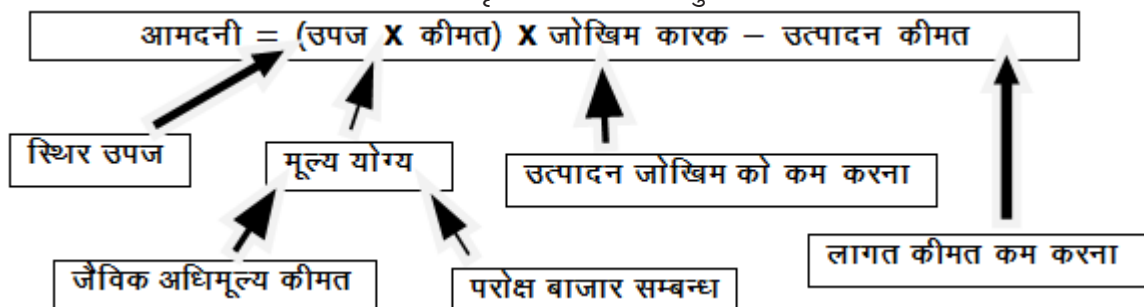 आमदनी = (उपज X कीमत) X जोखिम कारक – उत्पादन कीमत
स्थिर उपज
मूल्य योग्य
उत्पादन जोखिम को कम करना
लागत कीमत कम करना
जैविक अधिमूल्य कीमत
परोक्ष बाजार सम्बन्ध